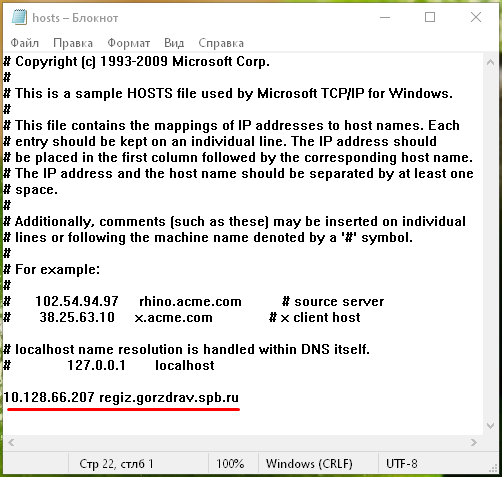 hosts – Блокнот
Файл Правка Формат Вид Справка
# Copyright (c) 1993-2009 Microsoft Corp.
#
# This is a sample HOSTS file used by Microsoft TCP/IP for Windows.
#
# This file contains the mappings of IP addresses to host names. Each
# entry should be kept on an individual line. The IP address should
# be placed in the first column followed by the corresponding host name.
# The IP address and the host name should be separated by at least one
# space.
#
# Additionally, comments (such as these) may be inserted on individual
# lines or following the machine name denoted by a '#' symbol.
#
# For example:
#
# 102.54.94.97 rhino.acme.com # source server
# 38.25.63.10 x.acme.com # x client host

# localhost name resolution is handled within DNS itself.
# 127.0.0.1 localhost

10.128.66.207 regiz.gorzdrav.spb.ru
Стр 22, стлб 1 100% Windows (CRLF) UTF-8